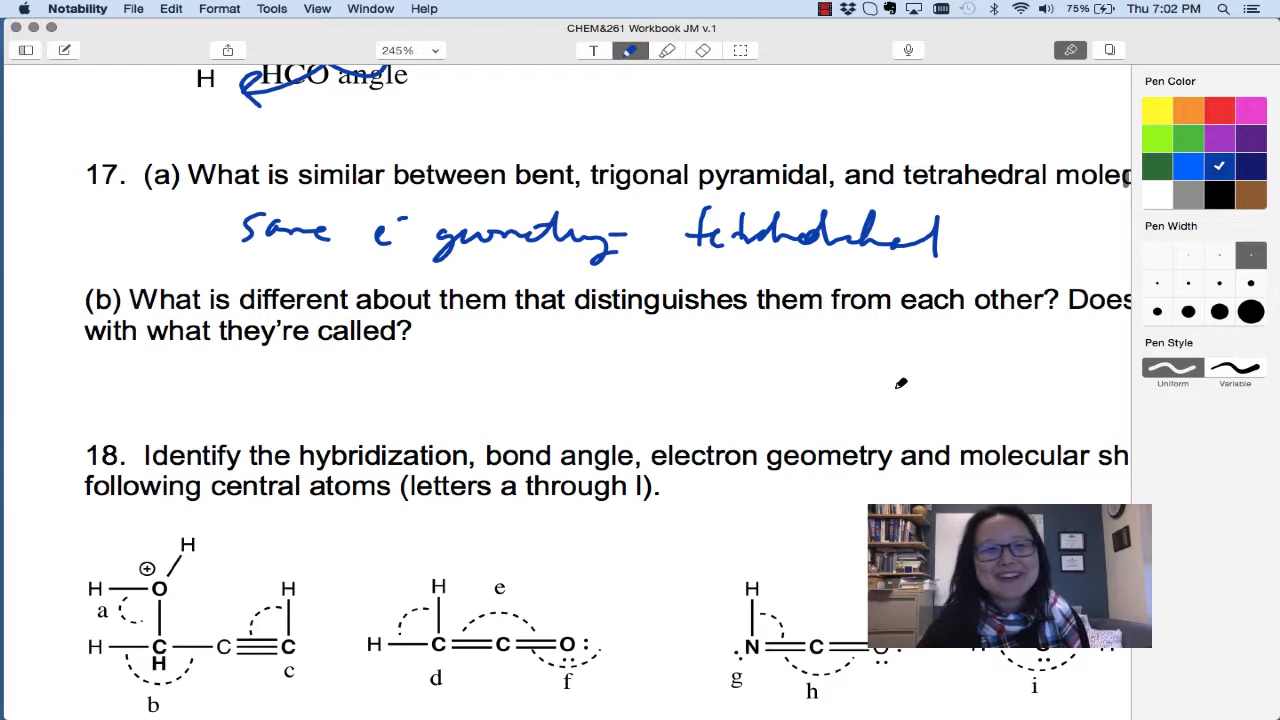 Notability File Edit Format Tools View Window Help 75% Thu 7:02 PM
CHEM&261 Workbook JM v.1
245% T
Pen Color
H HCO angle
17. (a) What is similar between bent, trigonal pyramidal, and tetrahedral molec
same e- geometry- tetrahedral
Pen Width
(b) What is different about them that distinguishes them from each other? Does
with what they're called?
Pen Style
Uniform Variable
18. Identify the hybridization, bond angle, electron geometry and molecular sh
following central atoms (letters a through l).
H
H + O H H e H
a
H C C C H C C O N C O
H
c d f g h i
b